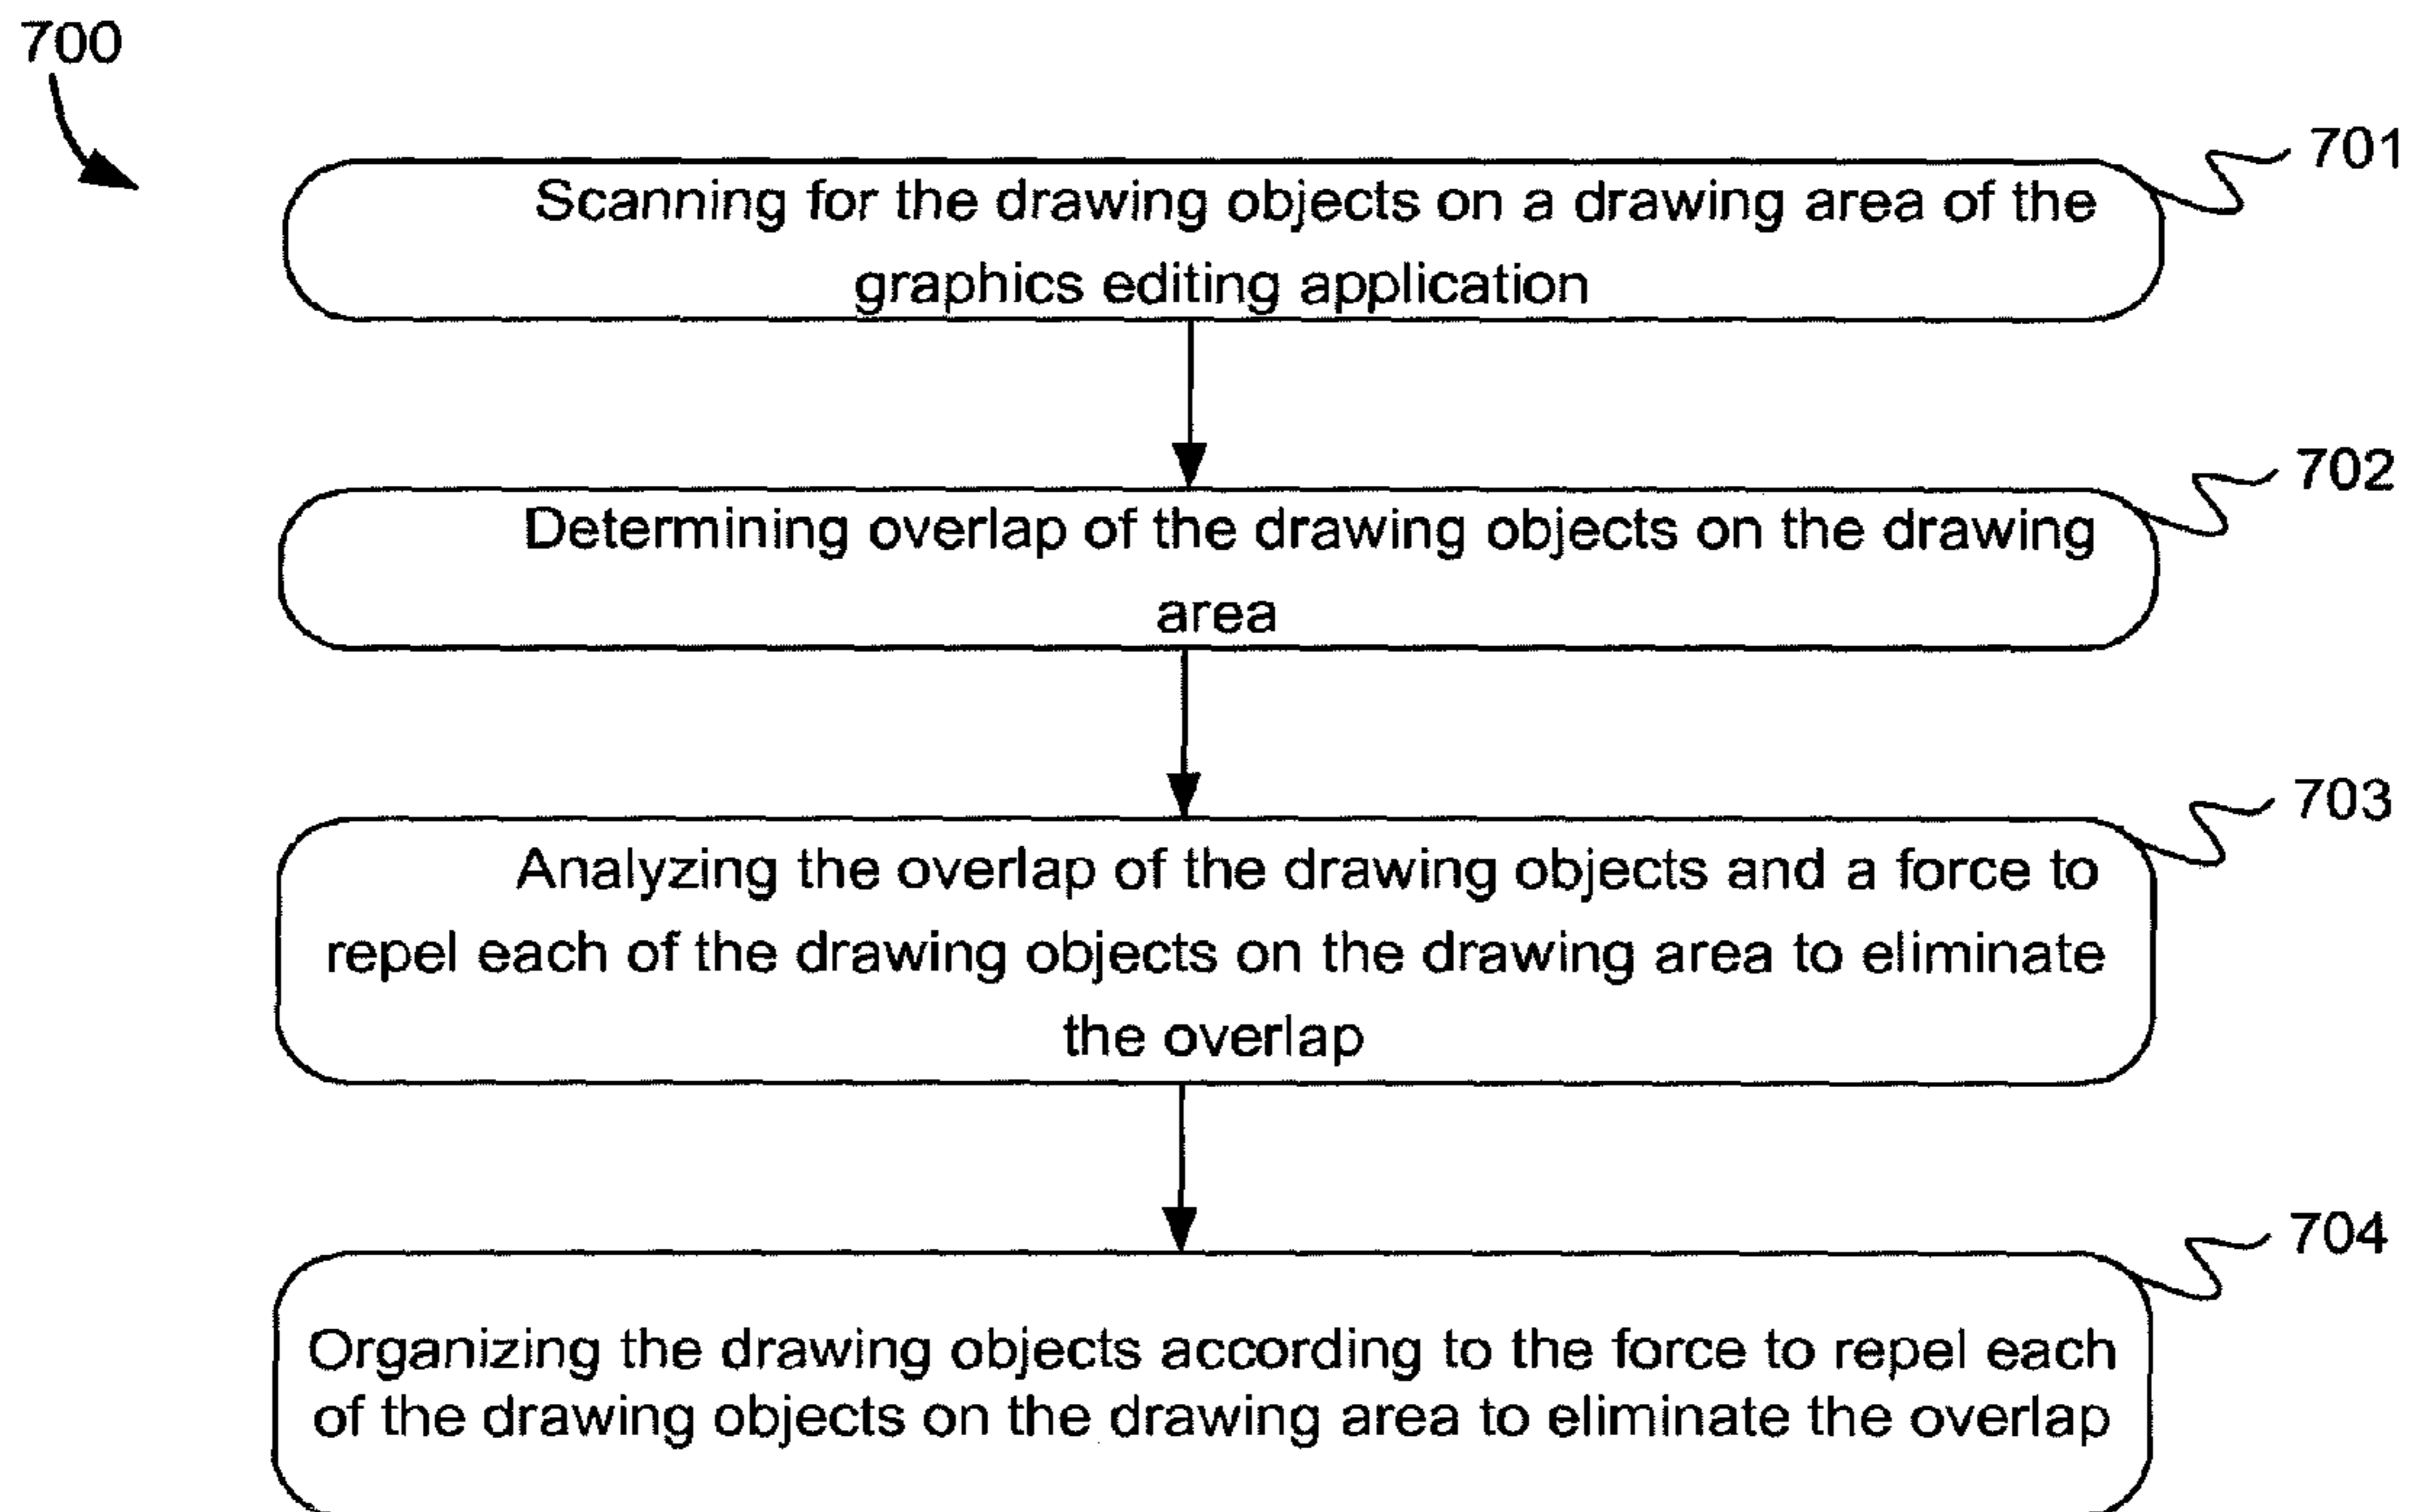 700
701
Scanning for the drawing objects on a drawing area of the
graphics editing application
702
Determining overlap of the drawing objects on the drawing
area
703
Analyzing the overlap of the drawing objects and a force to
repel each of the drawing objects on the drawing area to eliminate
the overlap
704
Organizing the drawing objects according to the force to repel each
of the drawing objects on the drawing area to eliminate the overlap